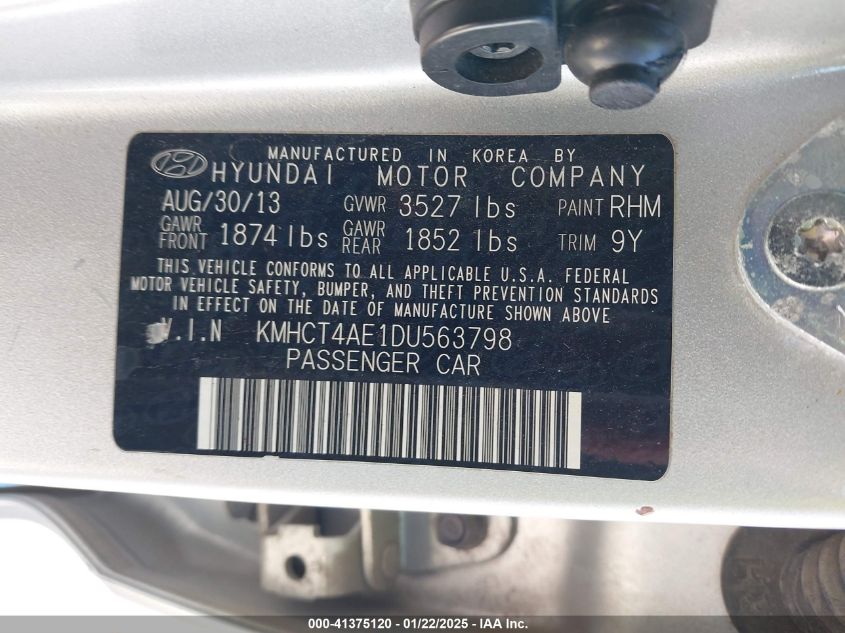 MANUFACTURED IN KOREA BY
HYUNDAI MOTOR COMPANY
AUG/30/13 GVWR 3527 lbs PAINT RHM
GAWR FRONT 1874 lbs GAWR REAR 1852 lbs TRIM 9Y
THIS VEHICLE CONFORMS TO ALL APPLICABLE U.S.A. FEDERAL
MOTOR VEHICLE SAFETY, BUMPER, AND THEFT PREVENTION STANDARDS
IN EFFECT ON THE DATE OF MANUFACTURE SHOWN ABOVE
V.I.N KMHCT4AE1DU563798
PASSENGER CAR
000-41375120 - 01/22/2025 - IAA Inc.